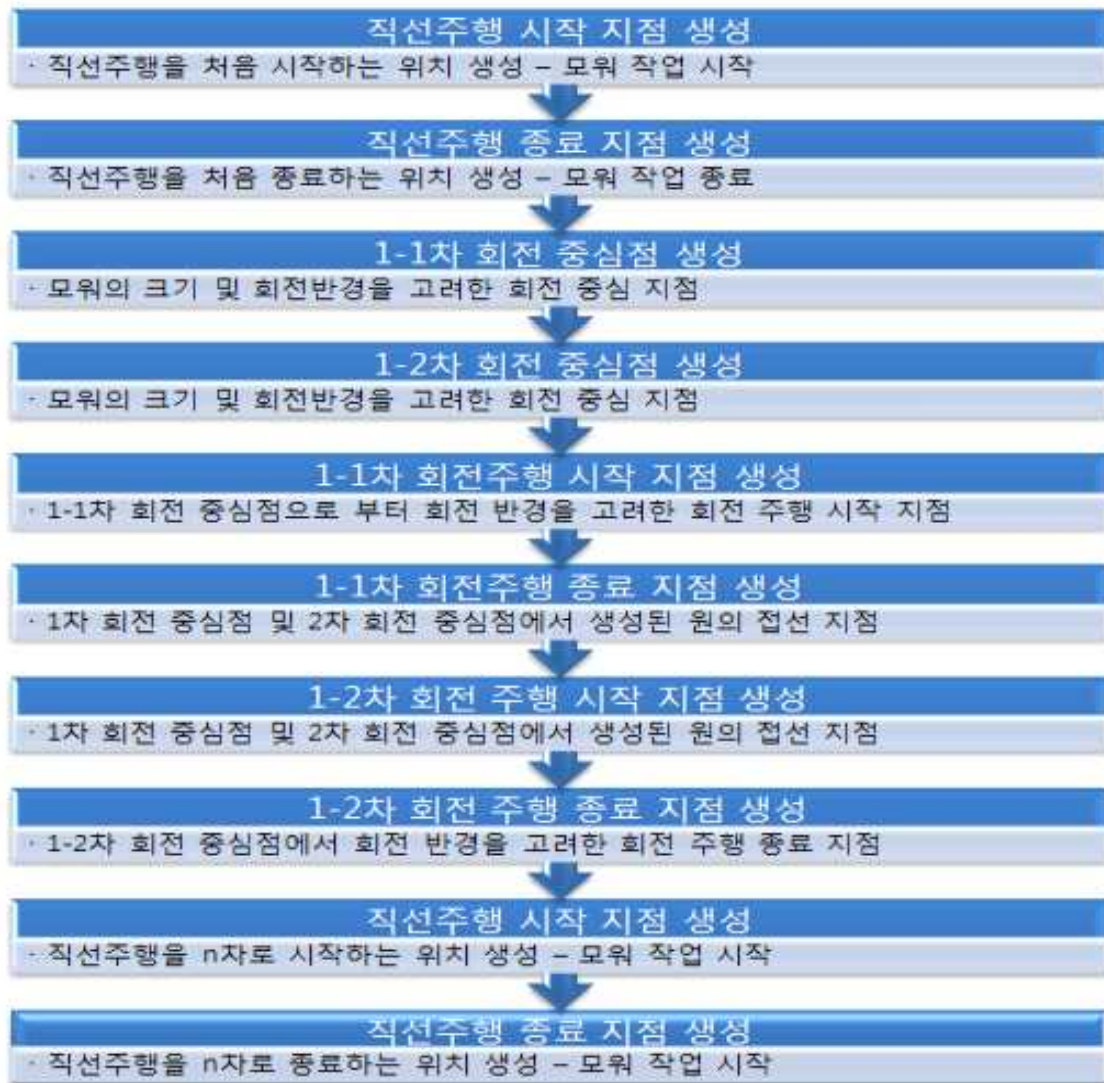 직선주행 시작 지점 생성
· 직선주행을 처음 시작하는 위치 생성 – 모워 작업 시작
직선주행 종료 지점 생성
· 직선주행을 처음 종료하는 위치 생성 – 모워 작업 종료
1-1차 회전 중심점 생성
· 모워의 크기 및 회전반경을 고려한 회전 중심 지점
1-2차 회전 중심점 생성
· 모워의 크기 및 회전반경을 고려한 회전 중심 지점
1-1차 회전주행 시작 지점 생성
· 1-1차 회전 중심점으로 부터 회전 반경을 고려한 회전 주행 시작 지점
1-1차 회전주행 종료 지점 생성
· 1차 회전 중심점 및 2차 회전 중심점에서 생성된 원의 접선 지점
1-2차 회전 주행 시작 지점 생성
· 1차 회전 중심점 및 2차 회전 중심점에서 생성된 원의 접선 지점
1-2차 회전 주행 종료 지점 생성
· 1-2차 회전 중심점에서 회전 반경을 고려한 회전 주행 종료 지점
직선주행 시작 지점 생성
· 직선주행을 n차로 시작하는 위치 생성 – 모워 작업 시작
직선주행 종료 지점 생성
· 직선주행을 n차로 종료하는 위치 생성 – 모워 작업 시작